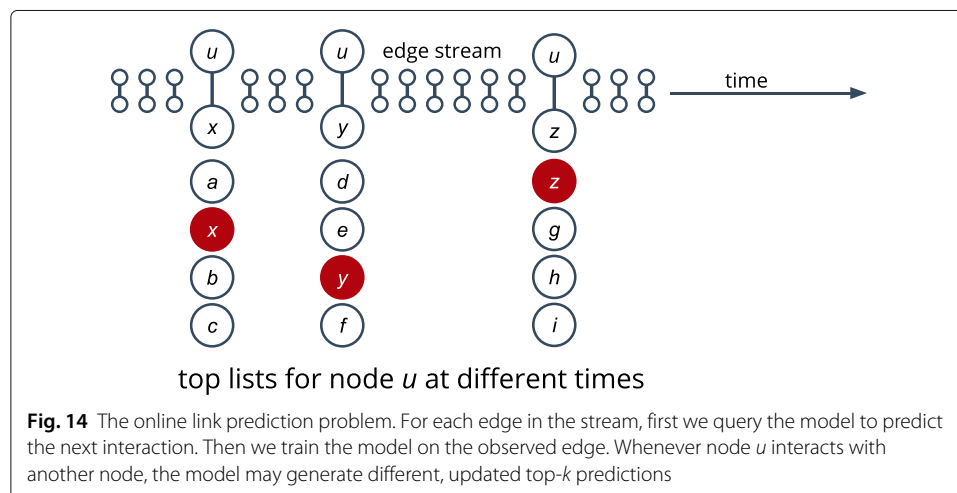 u
u
edge stream
u
time
x
y
z
a
d
z
x
e
g
b
y
h
c
f
i
top lists for node u at different times
Fig. 14 The online link prediction problem. For each edge in the stream, first we query the model to predict
the next interaction. Then we train the model on the observed edge. Whenever node u interacts with
another node, the model may generate different, updated top-k predictions